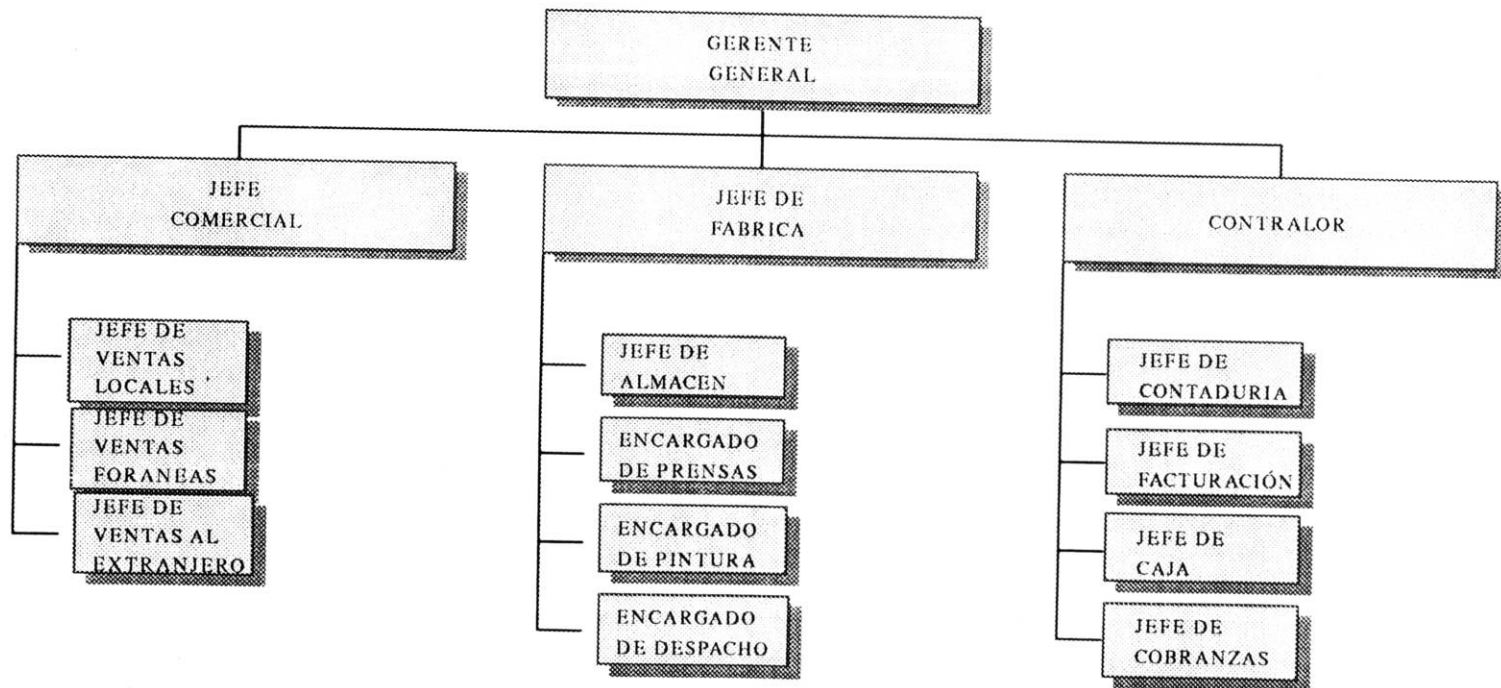 GERENTE
GENERAL
JEFE
COMERCIAL
JEFE DE
FABRICA
CONTRALOR
JEFE DE
VENTAS
LOCALES
JEFE DE
VENTAS
FORANEAS
JEFE DE
VENTAS AL
EXTRANJERO
JEFE DE
ALMACEN
ENCARGADO
DE PRENSAS
ENCARGADO
DE PINTURA
ENCARGADO
DE DESPACHO
JEFE DE
CONTADURIA
JEFE DE
FACTURACIÓN
JEFE DE
CAJA
JEFE DE
COBRANZAS